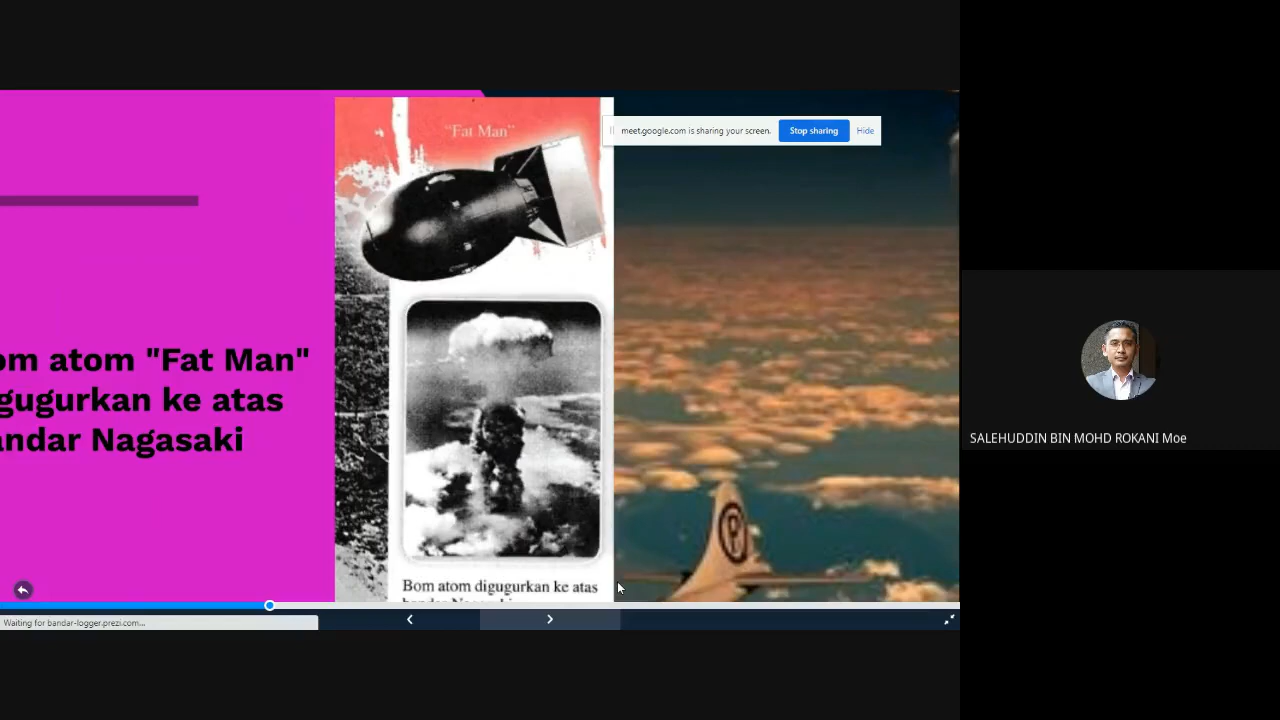 "Fat Man"
meet.google.com is sharing your screen.
Stop sharing
Hide
om atom "Fat Man"
gugurkan ke atas
andar Nagasaki
Bom atom digugurkan ke atas
SALEHUDDIN BIN MOHD ROKANI Moe
Waiting for bandar-logger.prezi.com...